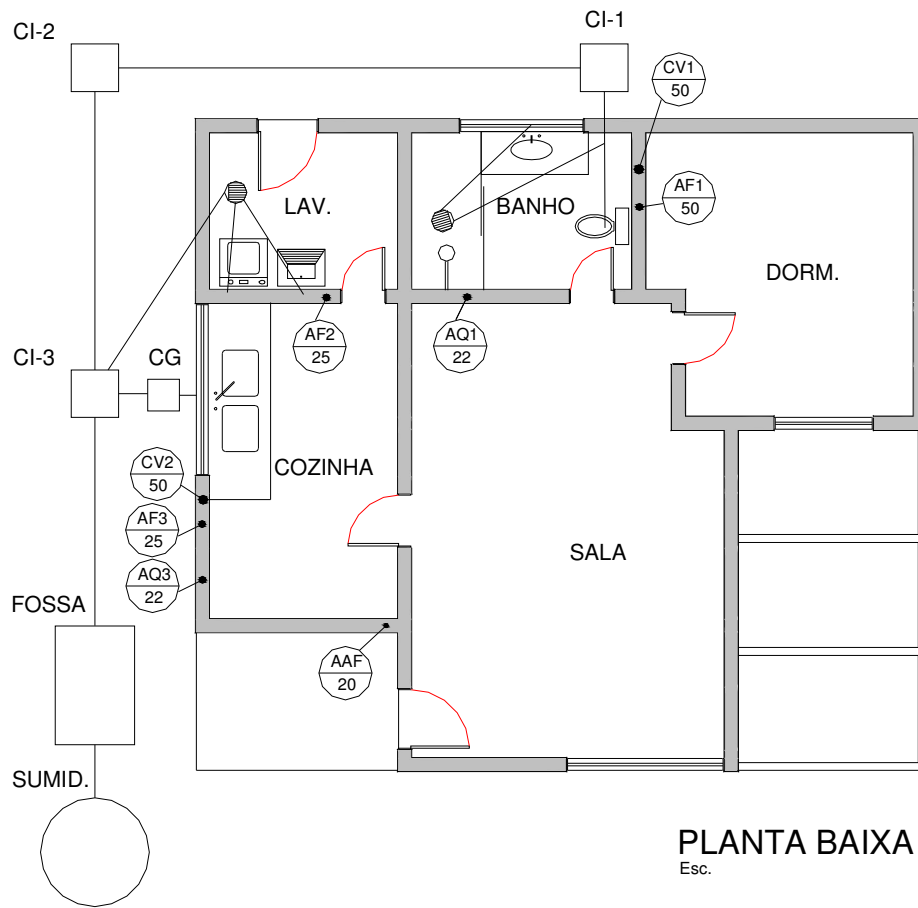 CI-1
CI-2
CV1
50
AF1
50
LAV.
BANHO
DORM.
AF2
25
AQ1
22
CI-3
CG
CV2
50
COZINHA
AF3
25
SALA
AQ3
22
FOSSA
AAF
20
SUMID.
PLANTA BAIXA
Esc.